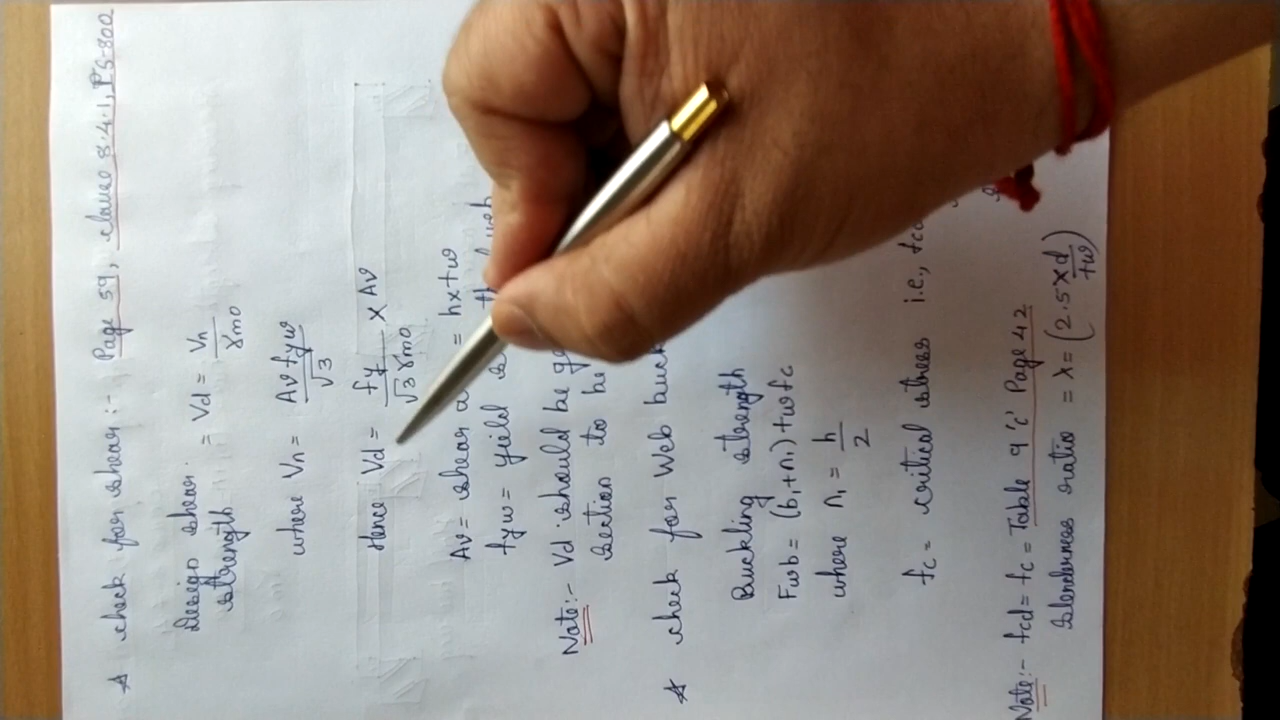 ☆ check for shear:- Page 59, clause 8.4.1, IS-800
Design shear strength = Vd = Vn / γm0
where Vn = Av fyw / √3
Hence Vd = fy / √3 γm0 × Av
Av = shear = h×tw
fyw = yield web
Note:- Vd should be
section to be
☆ check for Web
Buckling strength
Fwb = (b1+n1) tw fc
where n1 = h / 2
fc = critical stress i.e.,
Note:- fcd = fc = Table 9 'c' Page 42
slenderness ratio = λ = (2.5 × d / tw)